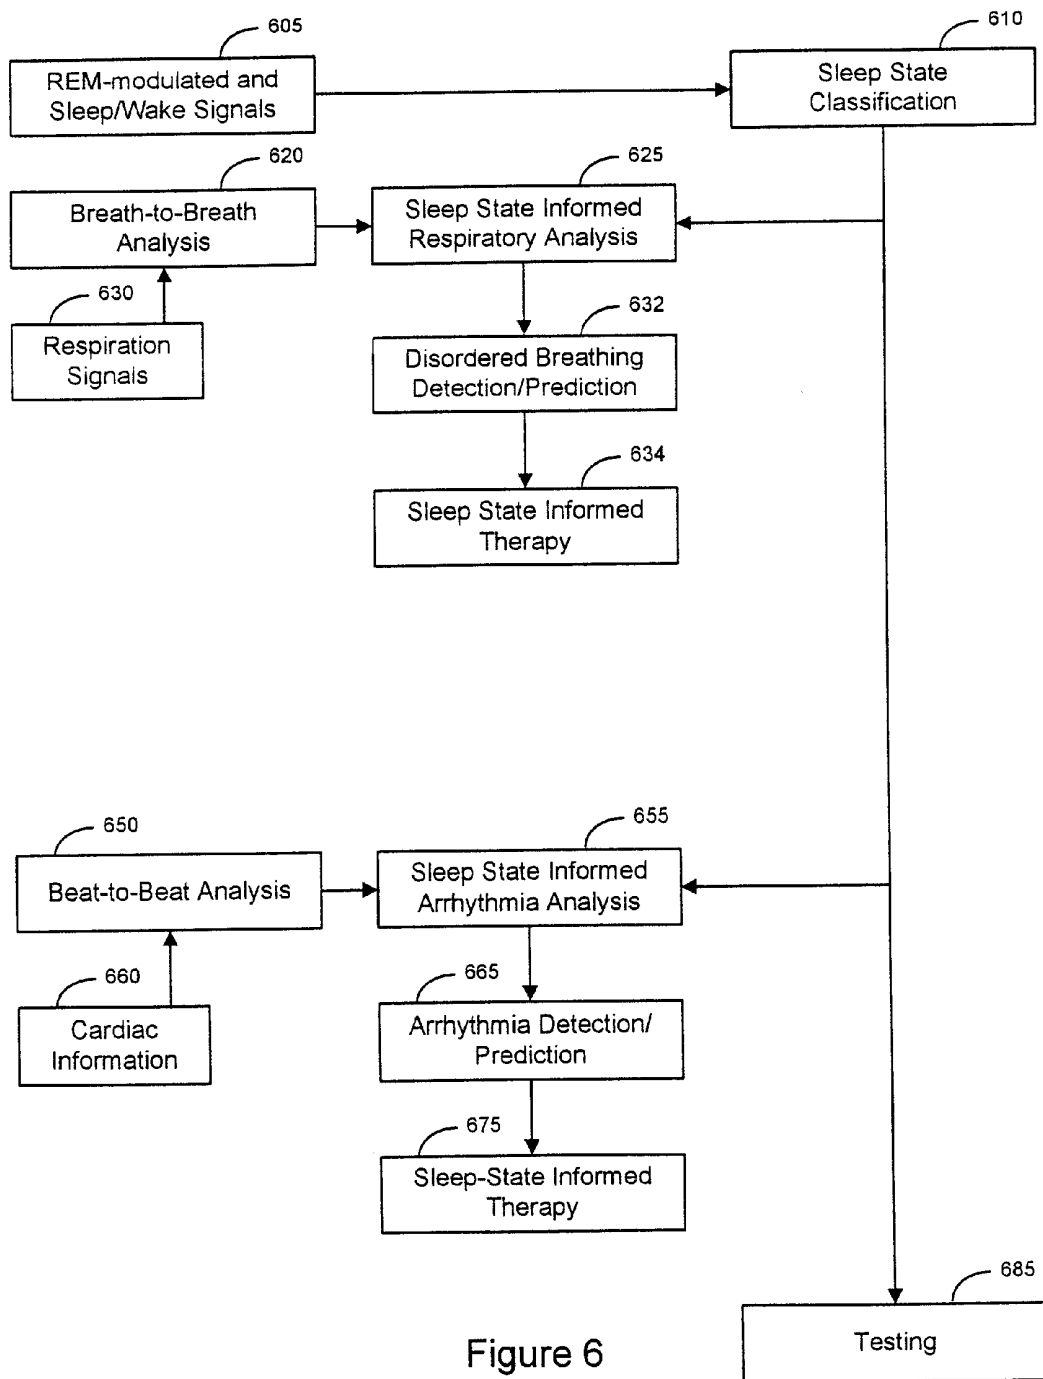 605
610
REM-modulated and
Sleep/Wake Signals
Sleep State
Classification
620
625
Breath-to-Breath
Analysis
Sleep State Informed
Respiratory Analysis
630
632
Respiration
Signals
Disordered Breathing
Detection/Prediction
634
Sleep State Informed
Therapy
650
655
Beat-to-Beat Analysis
Sleep State Informed
Arrhythmia Analysis
660
665
Cardiac
Information
Arrhythmia Detection/
Prediction
675
Sleep-State Informed
Therapy
685
Testing
Figure 6